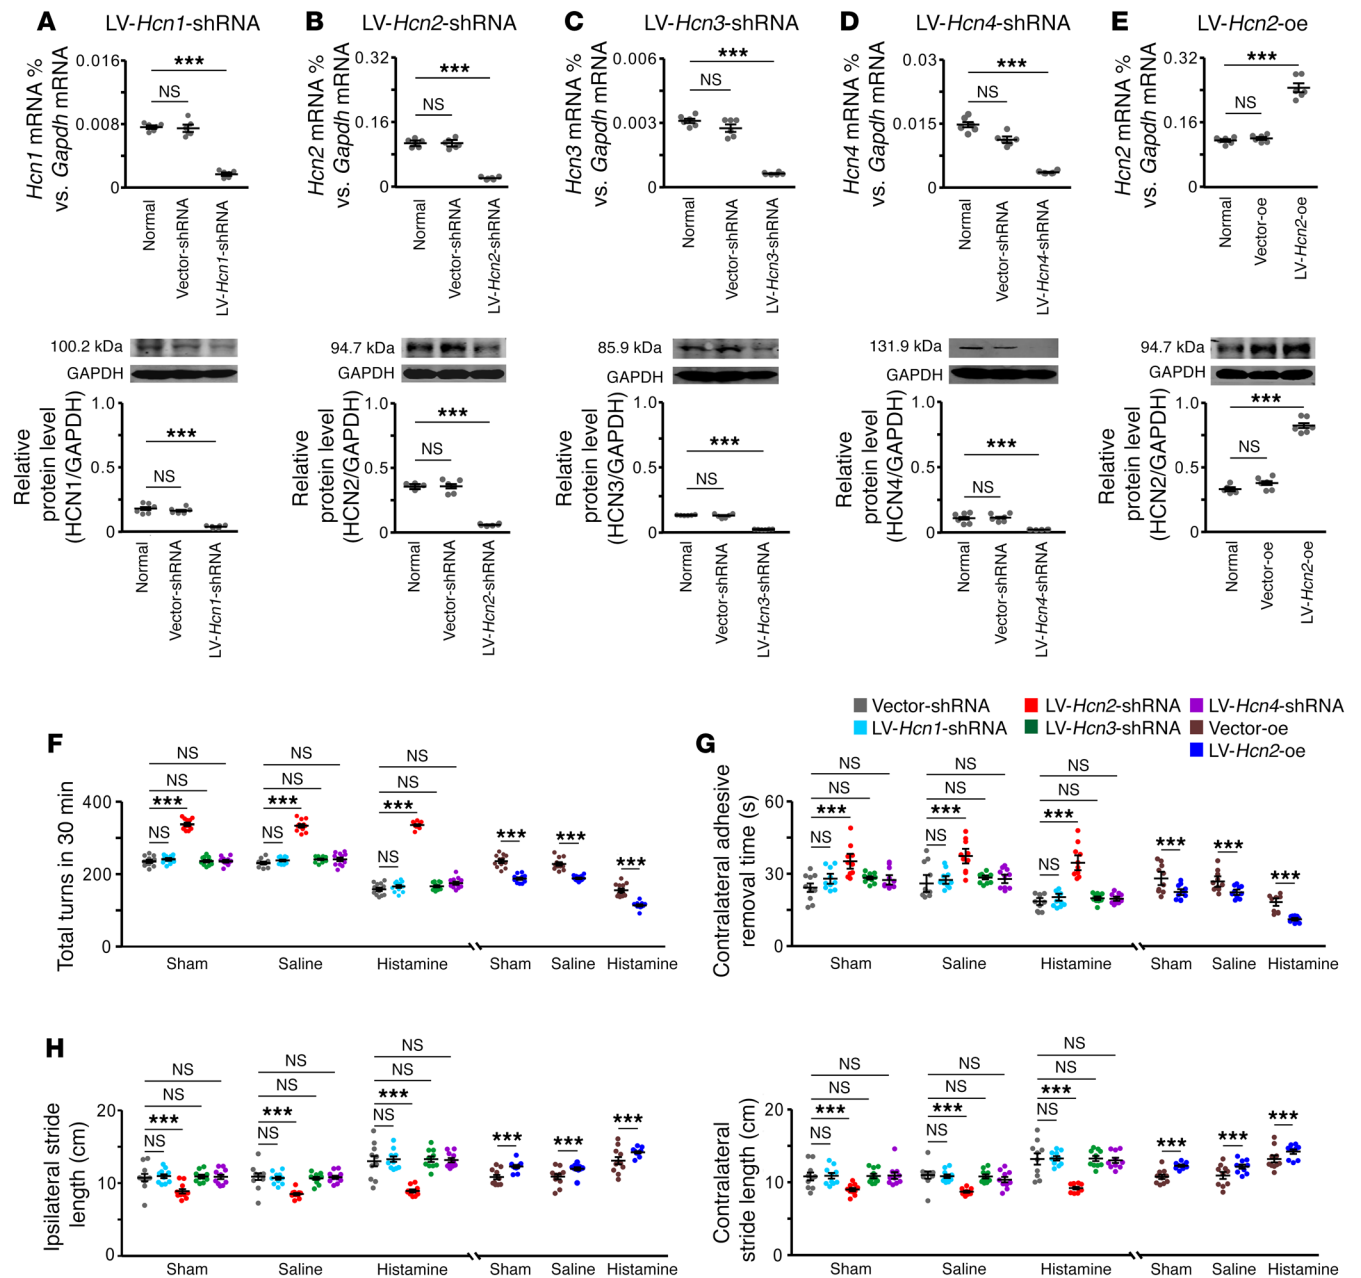 A
LV-Hcn1-shRNA
Hcn1 mRNA %
vs. Gapdh mRNA
0.016
0.008
0
***
NS
Normal
Vector-shRNA
LV-Hcn1-shRNA
B
LV-Hcn2-shRNA
Hcn2 mRNA %
vs. Gapdh mRNA
0.32
0.16
0
***
NS
Normal
Vector-shRNA
LV-Hcn2-shRNA
C
LV-Hcn3-shRNA
Hcn3 mRNA %
vs. Gapdh mRNA
0.006
0.003
0
***
NS
Normal
Vector-shRNA
LV-Hcn3-shRNA
D
LV-Hcn4-shRNA
Hcn4 mRNA %
vs. Gapdh mRNA
0.03
0.015
0
***
NS
Normal
Vector-shRNA
LV-Hcn4-shRNA
E
LV-Hcn2-oe
Hcn2 mRNA %
vs. Gapdh mRNA
0.32
0.16
0
***
NS
Normal
Vector-oe
LV-Hcn2-oe
100.2 kDa
GAPDH
Relative
protein level
(HCN1/GAPDH)
1.0
0.5
0
***
NS
Normal
Vector-shRNA
LV-Hcn1-shRNA
94.7 kDa
GAPDH
Relative
protein level
(HCN2/GAPDH)
1.0
0.5
0
***
NS
Normal
Vector-shRNA
LV-Hcn2-shRNA
85.9 kDa
GAPDH
Relative
protein level
(HCN3/GAPDH)
1.0
0.5
0
***
NS
Normal
Vector-shRNA
LV-Hcn3-shRNA
131.9 kDa
GAPDH
Relative
protein level
(HCN4/GAPDH)
1.0
0.5
0
***
NS
Normal
Vector-shRNA
LV-Hcn4-shRNA
94.7 kDa
GAPDH
Relative
protein level
(HCN2/GAPDH)
1.0
0.5
0
***
NS
Normal
Vector-oe
LV-Hcn2-oe
Vector-shRNA
LV-Hcn1-shRNA
LV-Hcn2-shRNA
LV-Hcn3-shRNA
LV-Hcn4-shRNA
Vector-oe
LV-Hcn2-oe
F
Total turns in 30 min
400
200
0
NS
NS
***
NS
NS
NS
***
NS
NS
NS
***
NS
***
***
***
Sham
Saline
Histamine
Sham
Saline
Histamine
G
Contralateral adhesive
removal time (s)
60
30
0
NS
NS
***
NS
NS
NS
***
NS
NS
NS
***
NS
***
***
***
Sham
Saline
Histamine
Sham
Saline
Histamine
H
Ipsilateral stride
length (cm)
20
10
0
NS
NS
***
NS
NS
NS
***
NS
NS
NS
***
NS
***
***
***
Sham
Saline
Histamine
Sham
Saline
Histamine
Contralateral
stride length (cm)
20
10
0
NS
NS
***
NS
NS
NS
***
NS
NS
NS
***
NS
***
***
***
Sham
Saline
Histamine
Sham
Saline
Histamine